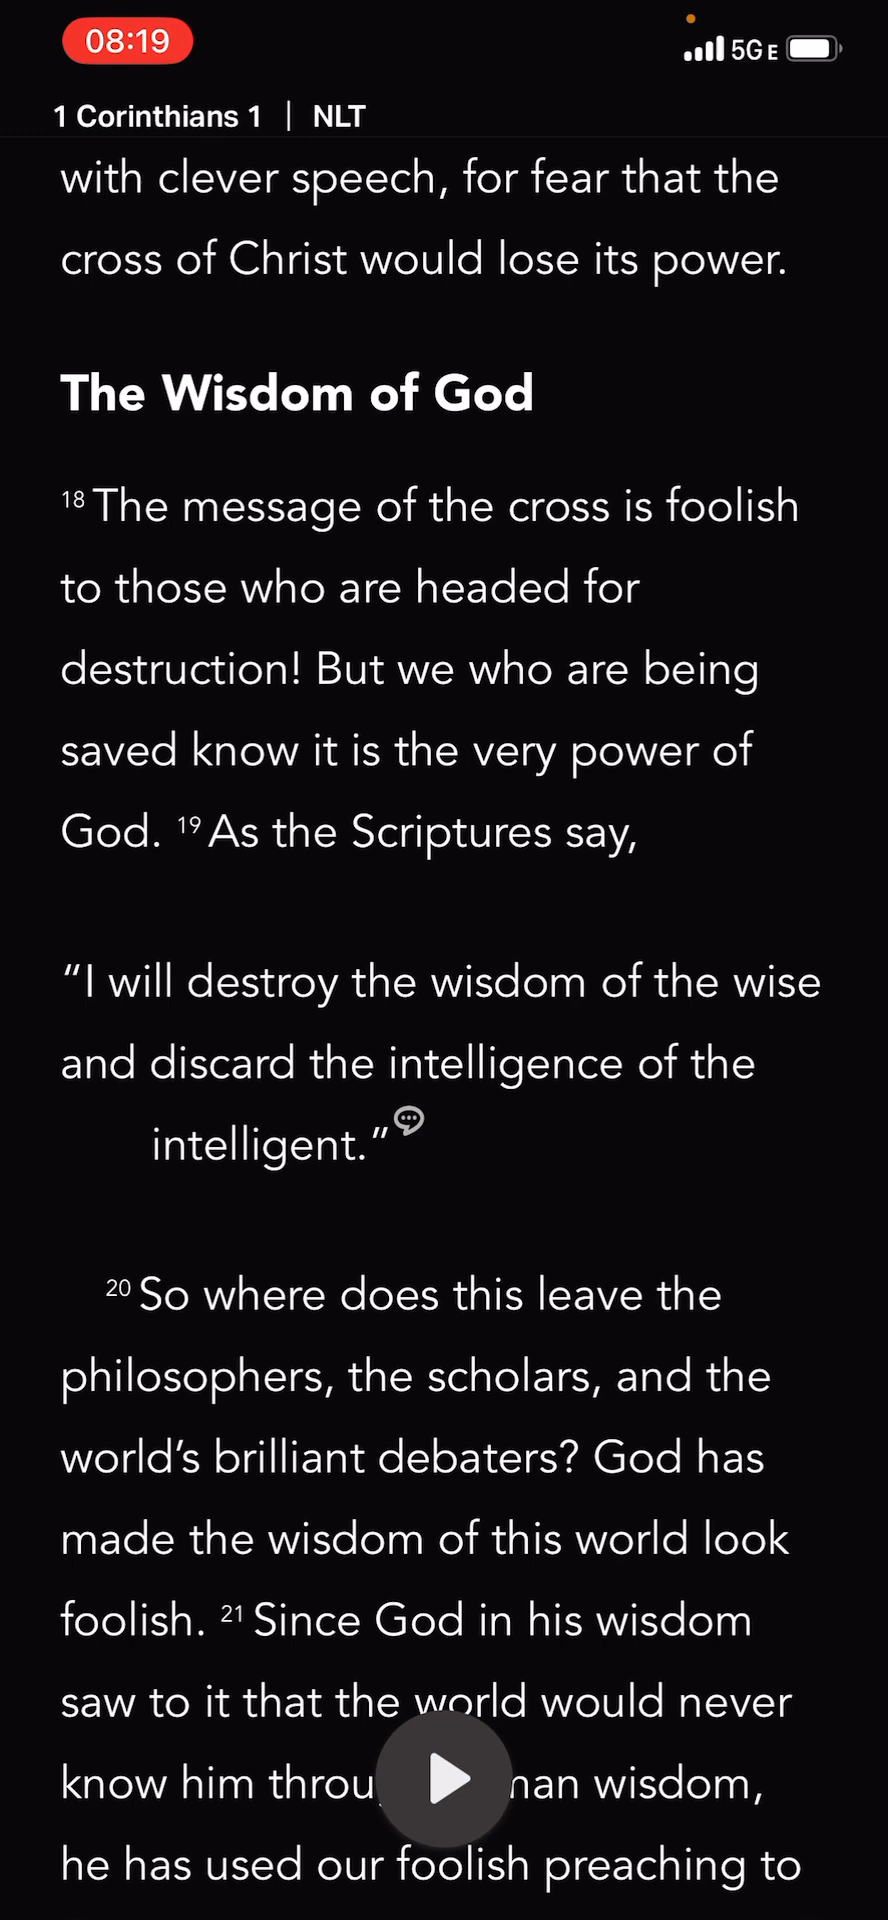 08:19
5GE
1 Corinthians 1 | NLT
with clever speech, for fear that the
cross of Christ would lose its power.
The Wisdom of God
18 The message of the cross is foolish
to those who are headed for
destruction! But we who are being
saved know it is the very power of
God. 19 As the Scriptures say,
“I will destroy the wisdom of the wise
and discard the intelligence of the
intelligent.”
20 So where does this leave the
philosophers, the scholars, and the
world’s brilliant debaters? God has
made the wisdom of this world look
foolish. 21 Since God in his wisdom
saw to it that the world would never
know him wisdom,
he has used our foolish preaching to